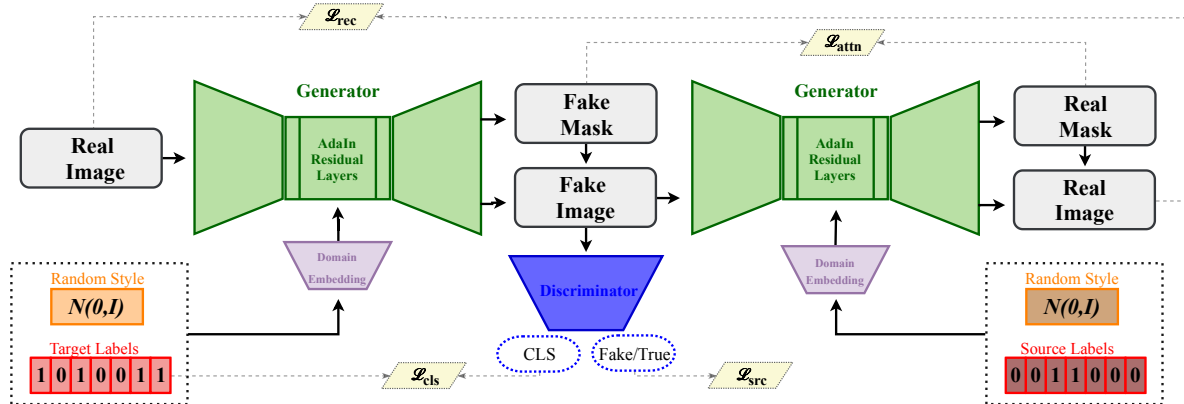 ℒrec
ℒattn
Generator
Generator
Real
Image
AdaIn
Residual
Layers
Fake
Mask
Fake
Image
AdaIn
Residual
Layers
Real
Mask
Real
Image
Domain
Embedding
Discriminator
Domain
Embedding
Random Style
N(0,I)
Target Labels
1 0 1 0 0 1 1
CLS
Fake/True
ℒcls
ℒsrc
Random Style
N(0,I)
Source Labels
0 0 1 1 0 0 0